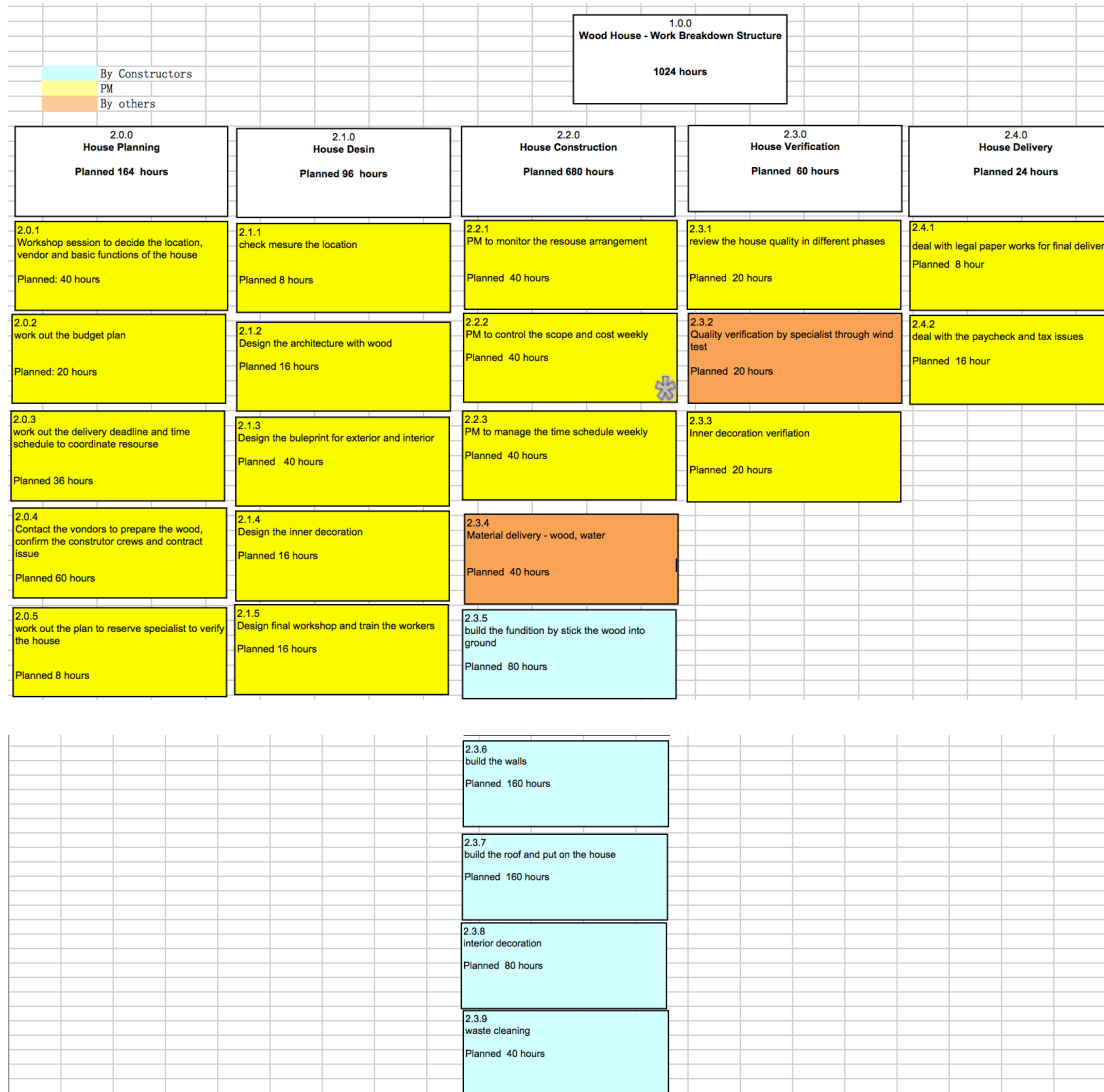 1.0.0
Wood House - Work Breakdown Structure
1024 hours
By Constructors
PM
By others
2.0.0
House Planning
Planned 164 hours
2.1.0
House Desin
Planned 96 hours
2.2.0
House Construction
Planned 680 hours
2.3.0
House Verification
Planned 60 hours
2.4.0
House Delivery
Planned 24 hours
2.0.1
Workshop session to decide the location,
vendor and basic functions of the house
Planned: 40 hours
2.1.1
check mesure the location
Planned 8 hours
2.2.1
PM to monitor the resouse arrangement
Planned 40 hours
2.3.1
review the house quality in different phases
Planned 20 hours
2.4.1
deal with legal paper works for final deliver
Planned 8 hour
2.0.2
work out the budget plan
Planned: 20 hours
2.1.2
Design the architecture with wood
Planned 16 hours
2.2.2
PM to control the scope and cost weekly
Planned 40 hours
2.3.2
Quality verification by specialist through wind
test
Planned 20 hours
2.4.2
deal with the paycheck and tax issues
Planned 16 hour
2.0.3
work out the delivery deadline and time
schedule to coordinate resourse
Planned 36 hours
2.1.3
Design the buleprint for exterior and interior
Planned 40 hours
2.2.3
PM to manage the time schedule weekly
Planned 40 hours
2.3.3
Inner decoration verifiation
Planned 20 hours
2.0.4
Contact the vondors to prepare the wood,
confirm the construtor crews and contract
issue
Planned 60 hours
2.1.4
Design the inner decoration
Planned 16 hours
2.3.4
Material delivery - wood, water
Planned 40 hours
2.0.5
work out the plan to reserve specialist to verify
the house
Planned 8 hours
2.1.5
Design final workshop and train the workers
Planned 16 hours
2.3.5
build the fundition by stick the wood into
ground
Planned 80 hours
2.3.6
build the walls
Planned 160 hours
2.3.7
build the roof and put on the house
Planned 160 hours
2.3.8
interior decoration
Planned 80 hours
2.3.9
waste cleaning
Planned 40 hours